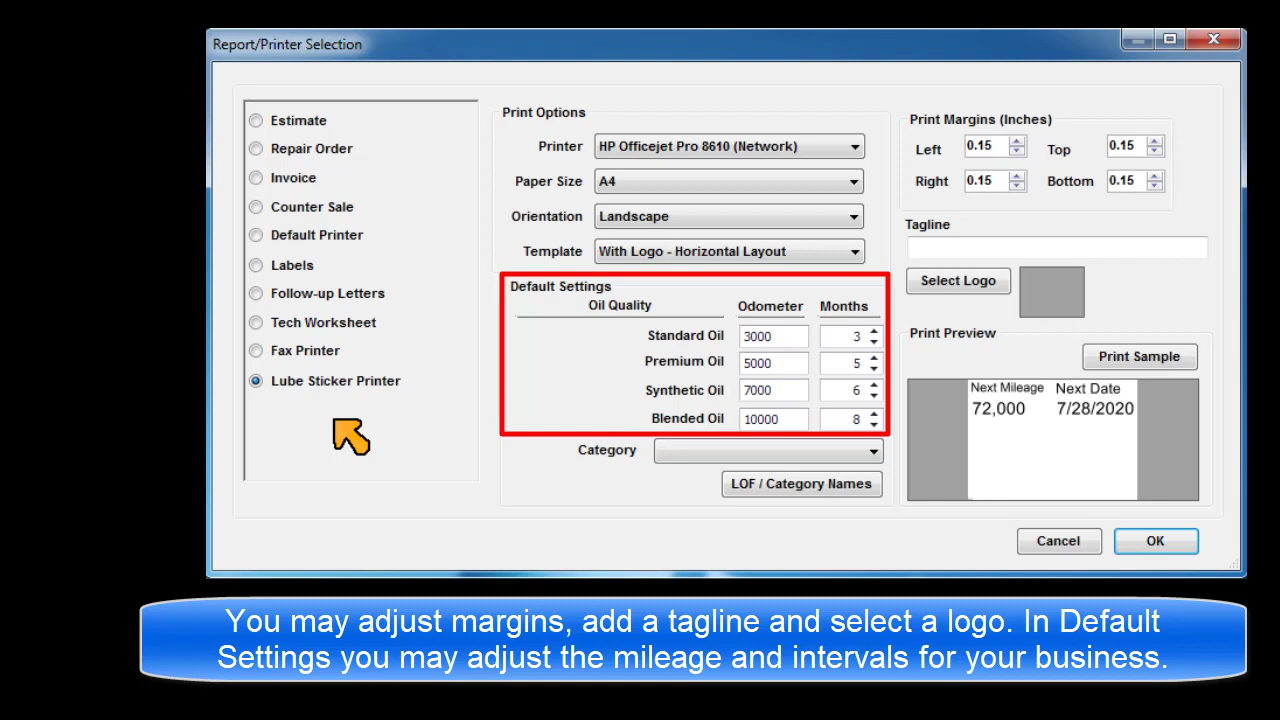 Report/Printer Selection
Estimate
Repair Order
Invoice
Counter Sale
Default Printer
Labels
Follow-up Letters
Tech Worksheet
Fax Printer
Lube Sticker Printer
Print Options
Printer HP Officejet Pro 8610 (Network)
Paper Size A4
Orientation Landscape
Template With Logo - Horizontal Layout
Default Settings
Oil Quality Odometer Months
Standard Oil 3000 3
Premium Oil 5000 5
Synthetic Oil 7000 6
Blended Oil 10000 8
Category
LOF / Category Names
Print Margins (Inches)
Left 0.15 Top 0.15
Right 0.15 Bottom 0.15
Tagline
Select Logo
Print Preview
Print Sample
Next Mileage Next Date
72,000 7/28/2020
Cancel OK
You may adjust margins, add a tagline and select a logo. In Default
Settings you may adjust the mileage and intervals for your business.